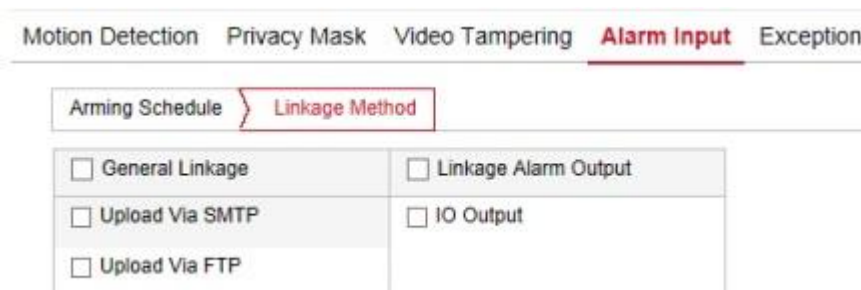 Motion Detection Privacy Mask Video Tampering Alarm Input Exception
Arming Schedule Linkage Method
General Linkage Linkage Alarm Output
Upload Via SMTP IO Output
Upload Via FTP